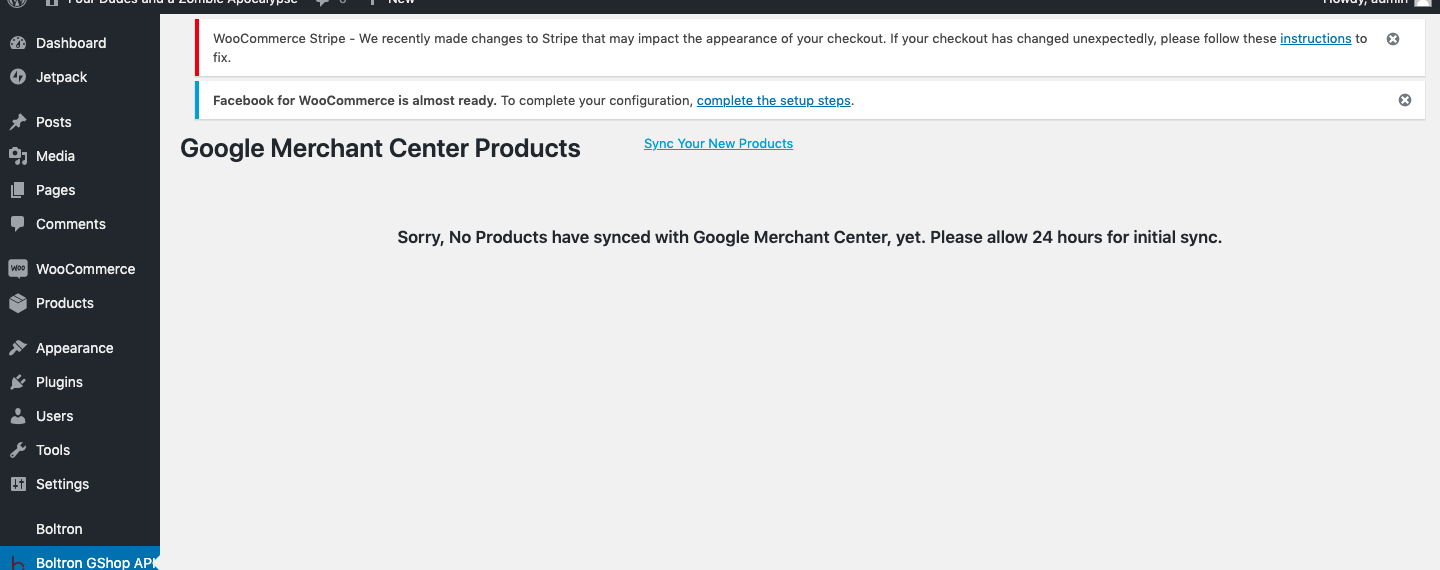 Four Dudes and a Zombie Apocalypse 0 New Howdy, admin
Dashboard
Jetpack
Posts
Media
Pages
Comments
WooCommerce
Products
Appearance
Plugins
Users
Tools
Settings
Boltron
Boltron GShop API
WooCommerce Stripe - We recently made changes to Stripe that may impact the appearance of your checkout. If your checkout has changed unexpectedly, please follow these instructions to
fix.
Facebook for WooCommerce is almost ready. To complete your configuration, complete the setup steps.
Google Merchant Center Products
Sync Your New Products
Sorry, No Products have synced with Google Merchant Center, yet. Please allow 24 hours for initial sync.